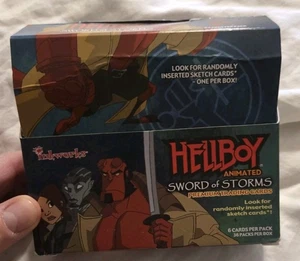 LOOK FOR RANDOMLY
INSERTED SKETCH CARDS*
- ONE PER BOX!
Inkworks
HELLBOY
ANIMATED
SWORD OF STORMS
PREMIUM TRADING CARDS
Look for
randomly inserted
sketch cards*!
6 CARDS PER PACK
36 PACKS PER BOX